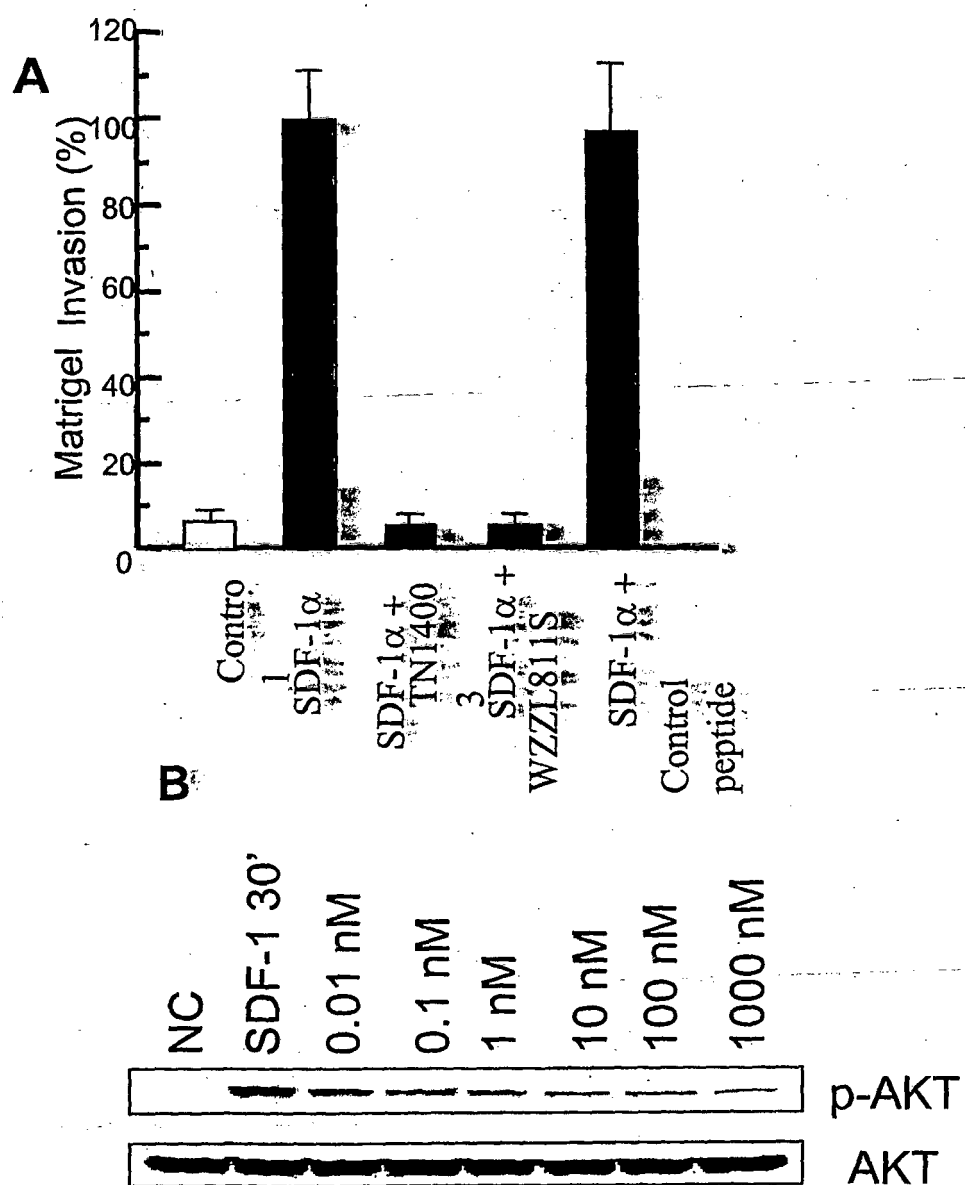 A
Matrigel Invasion (%)
120
100
80
60
40
20
0
Contro
l
SDF-1α
SDF-1α +
TN1400
3
SDF-1α +
WZZL811S
SDF-1α +
Control
peptide
B
NC
SDF-1 30'
0.01 nM
0.1 nM
1 nM
10 nM
100 nM
1000 nM
p-AKT
AKT